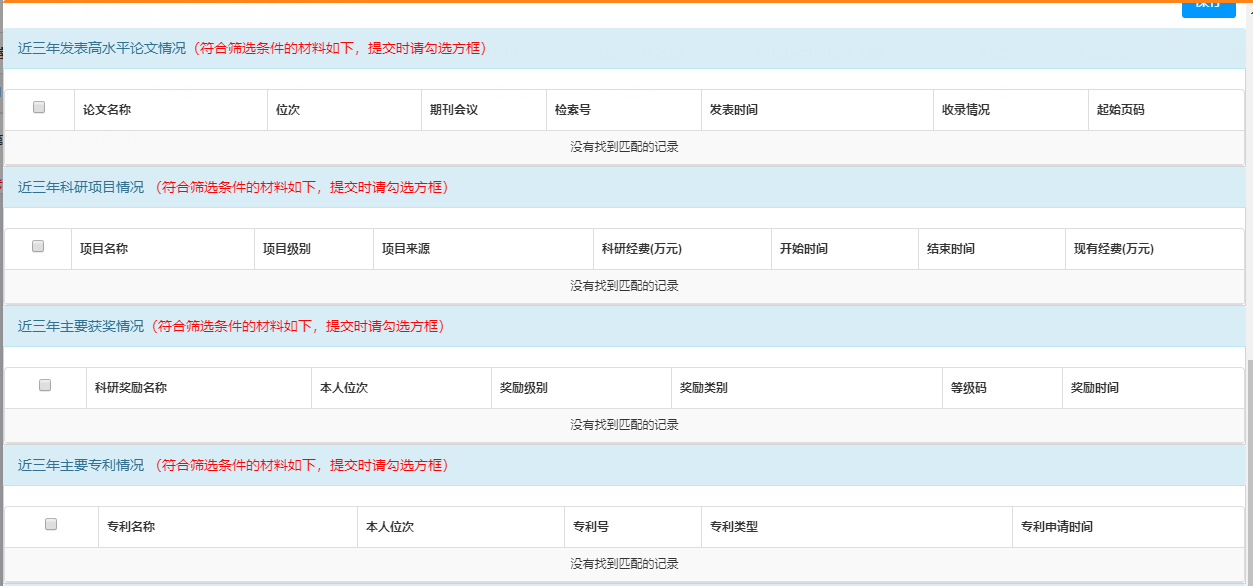 近三年发表高水平论文情况（符合筛选条件的材料如下，提交时请勾选方框）
论文名称 位次 期刊会议 检索号 发表时间 收录情况 起始页码
没有找到匹配的记录
近三年科研项目情况 （符合筛选条件的材料如下，提交时请勾选方框）
项目名称 项目级别 项目来源 科研经费(万元) 开始时间 结束时间 现有经费(万元)
没有找到匹配的记录
近三年主要获奖情况（符合筛选条件的材料如下，提交时请勾选方框）
科研奖励名称 本人位次 奖励级别 奖励类别 等级码 奖励时间
没有找到匹配的记录
近三年主要专利情况 （符合筛选条件的材料如下，提交时请勾选方框）
专利名称 本人位次 专利号 专利类型 专利申请时间
没有找到匹配的记录